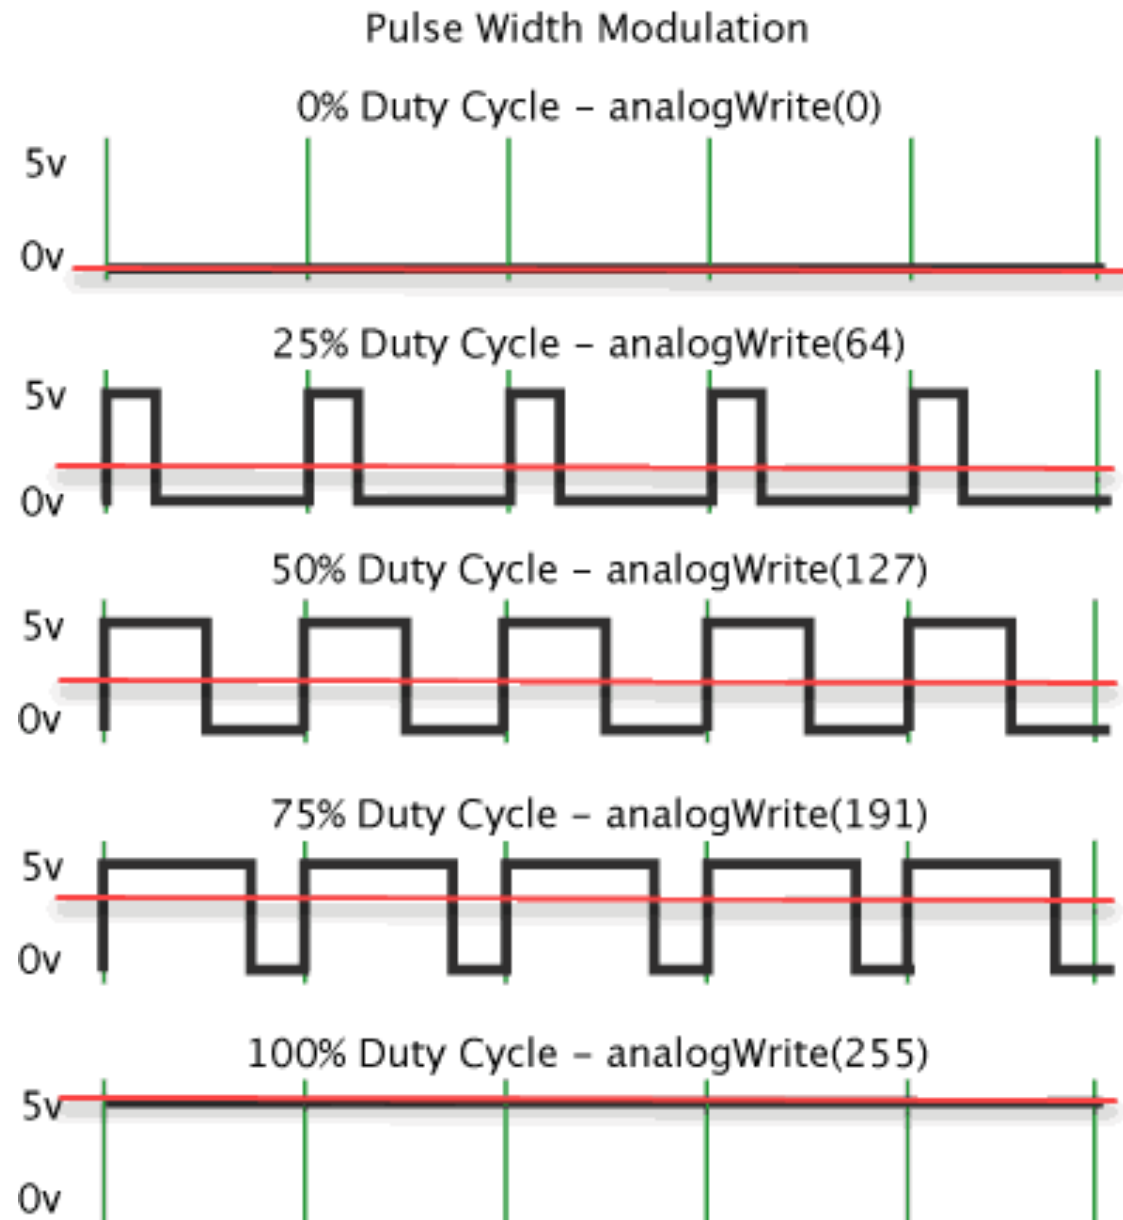 Pulse Width Modulation
0% Duty Cycle – analogWrite(0)
5v
0v
25% Duty Cycle – analogWrite(64)
5v
0v
50% Duty Cycle – analogWrite(127)
5v
0v
75% Duty Cycle – analogWrite(191)
5v
0v
100% Duty Cycle – analogWrite(255)
5v
0v